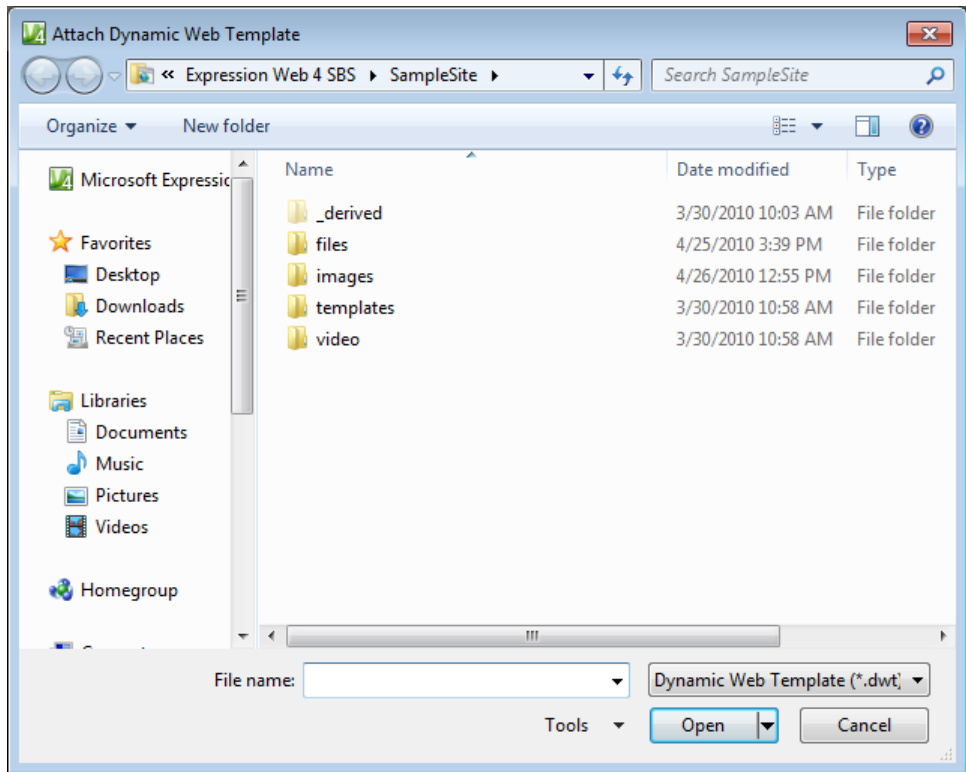 Attach Dynamic Web Template
« Expression Web 4 SBS SampleSite
Search SampleSite
Organize New folder
Name Date modified Type
Microsoft Expressic
Favorites
Desktop
Downloads
Recent Places
Libraries
Documents
Music
Pictures
Videos
Homegroup
_derived 3/30/2010 10:03 AM File folder
files 4/25/2010 3:39 PM File folder
images 4/26/2010 12:55 PM File folder
templates 3/30/2010 10:58 AM File folder
video 3/30/2010 10:58 AM File folder
File name: Dynamic Web Template (*.dwt)
Tools Open Cancel